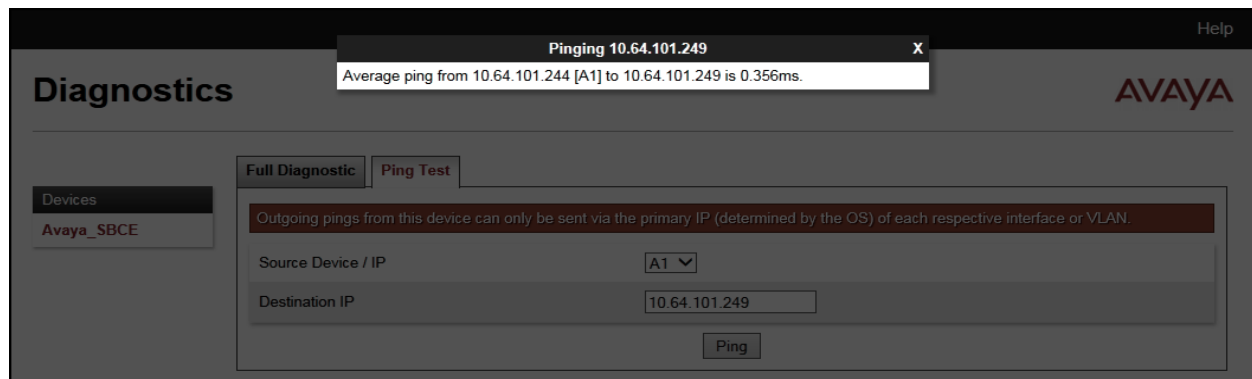 Help
Pinging 10.64.101.249 X
Average ping from 10.64.101.244 [A1] to 10.64.101.249 is 0.356ms.
Diagnostics
AVAYA
Full Diagnostic Ping Test
Devices
Avaya_SBCE
Outgoing pings from this device can only be sent via the primary IP (determined by the OS) of each respective interface or VLAN.
Source Device / IP A1
Destination IP 10.64.101.249
Ping